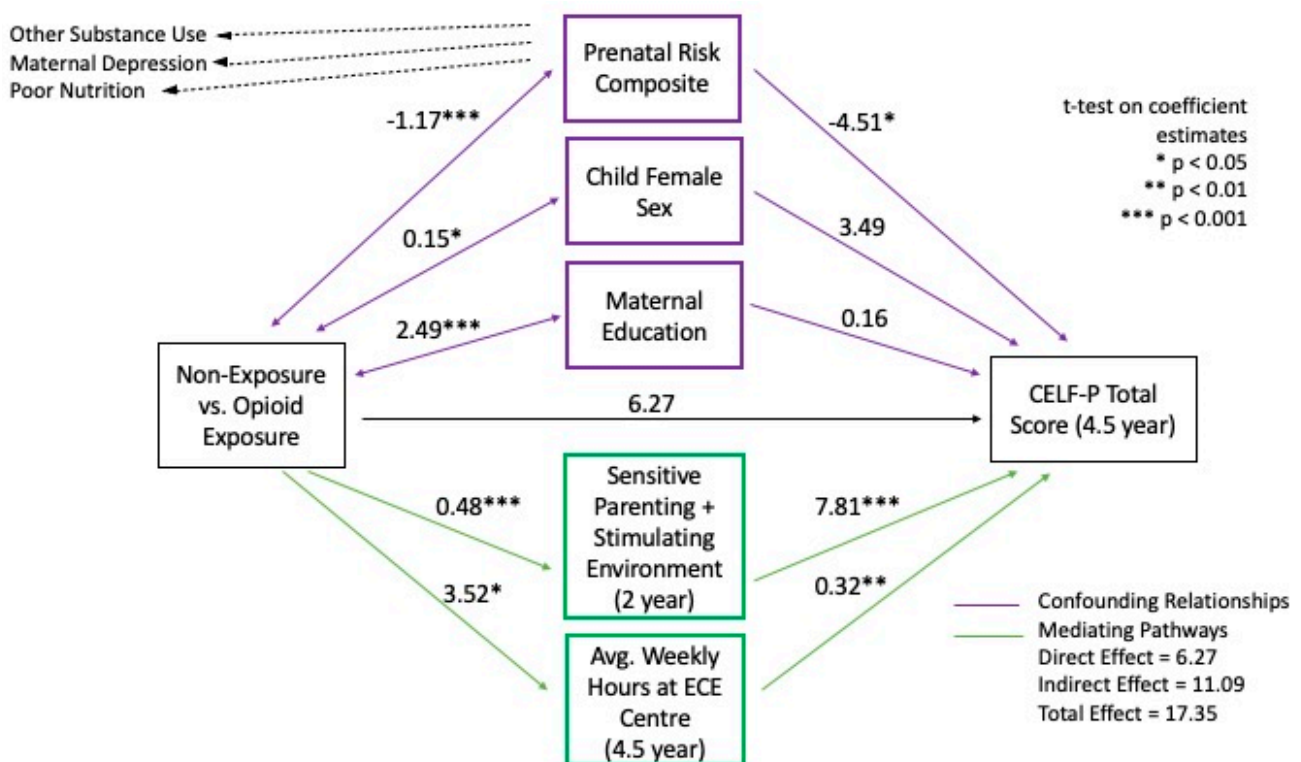 Other Substance Use
Maternal Depression
Poor Nutrition
Prenatal Risk
Composite
-1.17***
-4.51*
t-test on coefficient
estimates
* p < 0.05
** p < 0.01
*** p < 0.001
Child Female
Sex
0.15*
3.49
Maternal
Education
2.49***
0.16
Non-Exposure
vs. Opioid
Exposure
6.27
CELF-P Total
Score (4.5 year)
Sensitive
Parenting +
Stimulating
Environment
(2 year)
0.48***
7.81***
3.52*
0.32**
Avg. Weekly
Hours at ECE
Centre
(4.5 year)
Confounding Relationships
Mediating Pathways
Direct Effect = 6.27
Indirect Effect = 11.09
Total Effect = 17.35